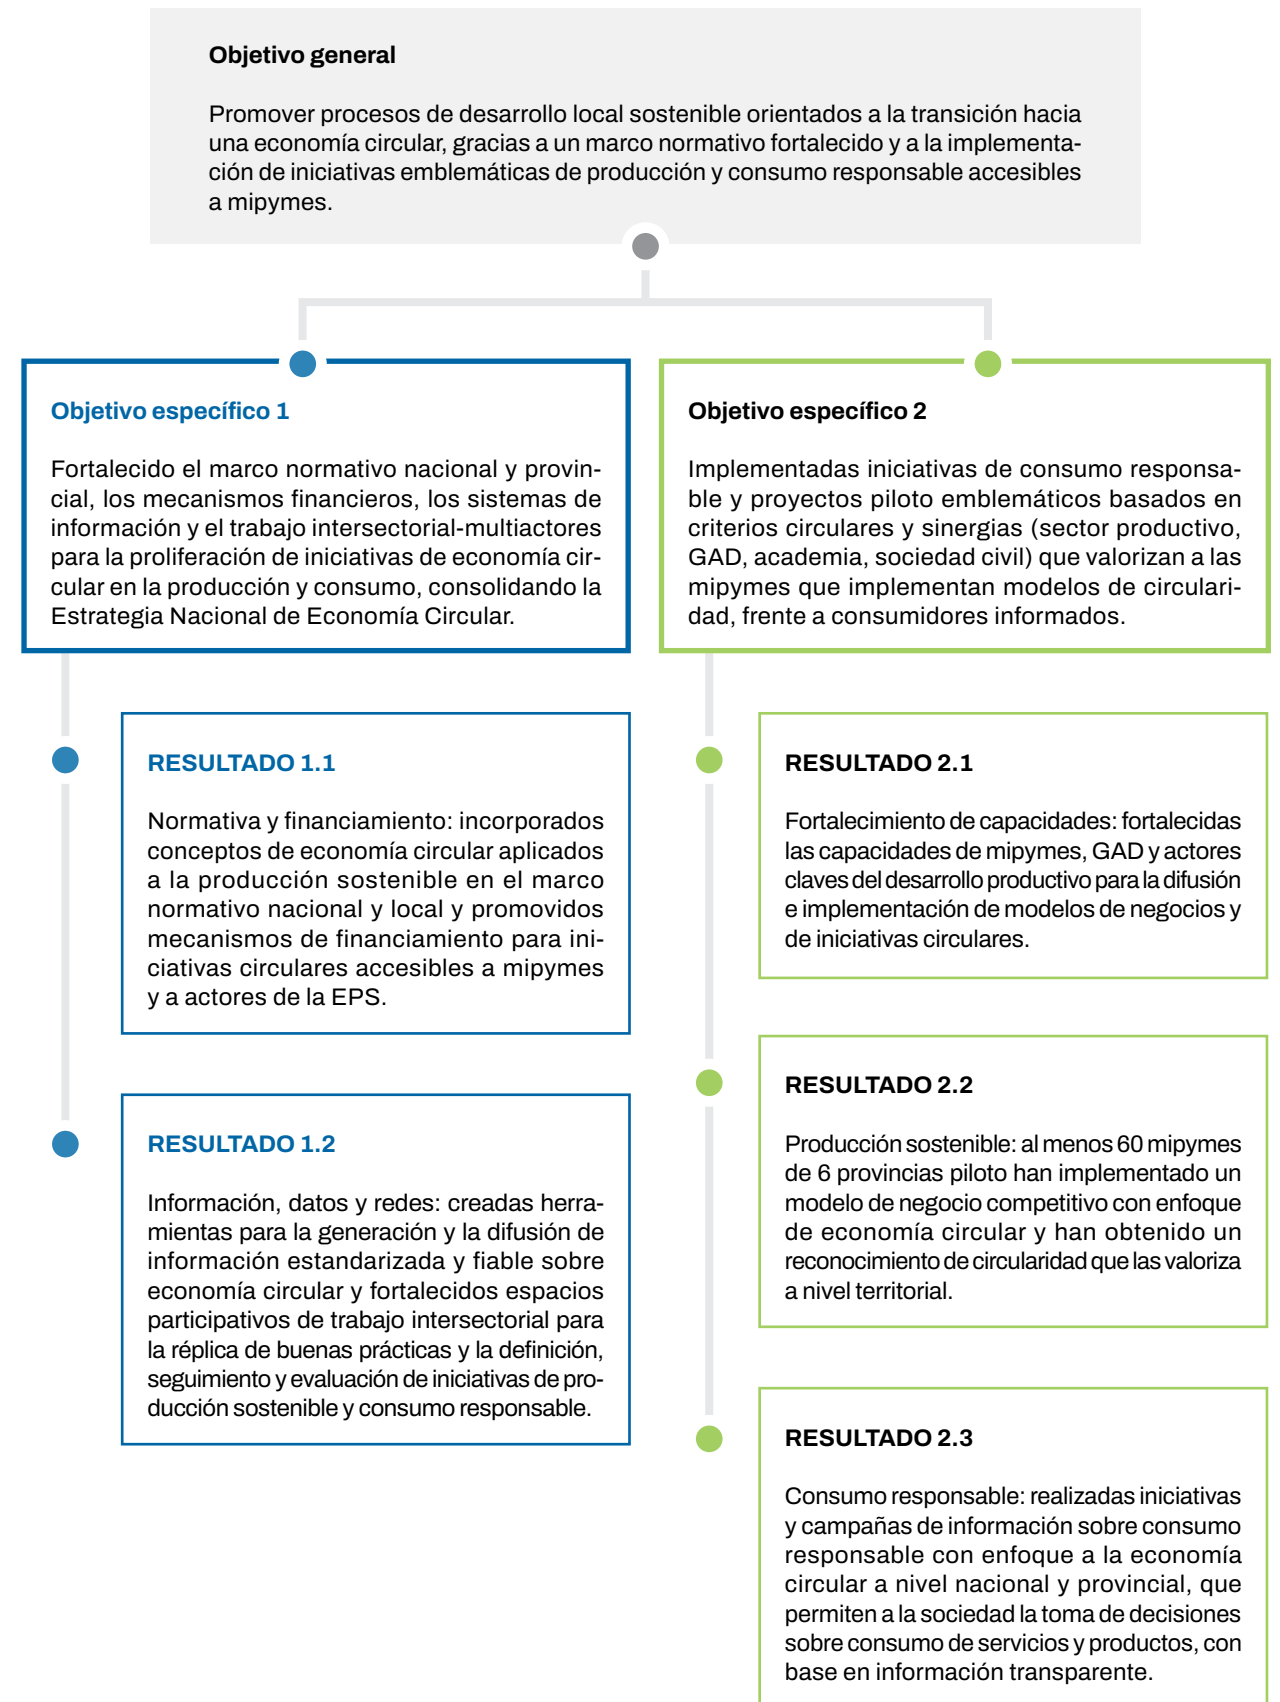 Objetivo general
Promover procesos de desarrollo local sostenible orientados a la transición hacia
una economía circular, gracias a un marco normativo fortalecido y a la implementa-
ción de iniciativas emblemáticas de producción y consumo responsable accesibles
a mipymes.
Objetivo específico 1
Fortalecido el marco normativo nacional y provin-
cial, los mecanismos financieros, los sistemas de
información y el trabajo intersectorial-multiactores
para la proliferación de iniciativas de economía cir-
cular en la producción y consumo, consolidando la
Estrategia Nacional de Economía Circular.
RESULTADO 1.1
Normativa y financiamiento: incorporados
conceptos de economía circular aplicados
a la producción sostenible en el marco
normativo nacional y local y promovidos
mecanismos de financiamiento para ini-
ciativas circulares accesibles a mipymes
y a actores de la EPS.
RESULTADO 1.2
Información, datos y redes: creadas herra-
mientas para la generación y la difusión de
información estandarizada y fiable sobre
economía circular y fortalecidos espacios
participativos de trabajo intersectorial para
la réplica de buenas prácticas y la definición,
seguimiento y evaluación de iniciativas de pro-
ducción sostenible y consumo responsable.
Objetivo específico 2
Implementadas iniciativas de consumo responsa-
ble y proyectos piloto emblemáticos basados en
criterios circulares y sinergias (sector productivo,
GAD, academia, sociedad civil) que valorizan a las
mipymes que implementan modelos de circulari-
dad, frente a consumidores informados.
RESULTADO 2.1
Fortalecimiento de capacidades: fortalecidas
las capacidades de mipymes, GAD y actores
claves del desarrollo productivo para la difusión
e implementación de modelos de negocios y
de iniciativas circulares.
RESULTADO 2.2
Producción sostenible: al menos 60 mipymes
de 6 provincias piloto han implementado un
modelo de negocio competitivo con enfoque
de economía circular y han obtenido un
reconocimiento de circularidad que las valoriza
a nivel territorial.
RESULTADO 2.3
Consumo responsable: realizadas iniciativas
y campañas de información sobre consumo
responsable con enfoque a la economía
circular a nivel nacional y provincial, que
permiten a la sociedad la toma de decisiones
sobre consumo de servicios y productos, con
base en información transparente.